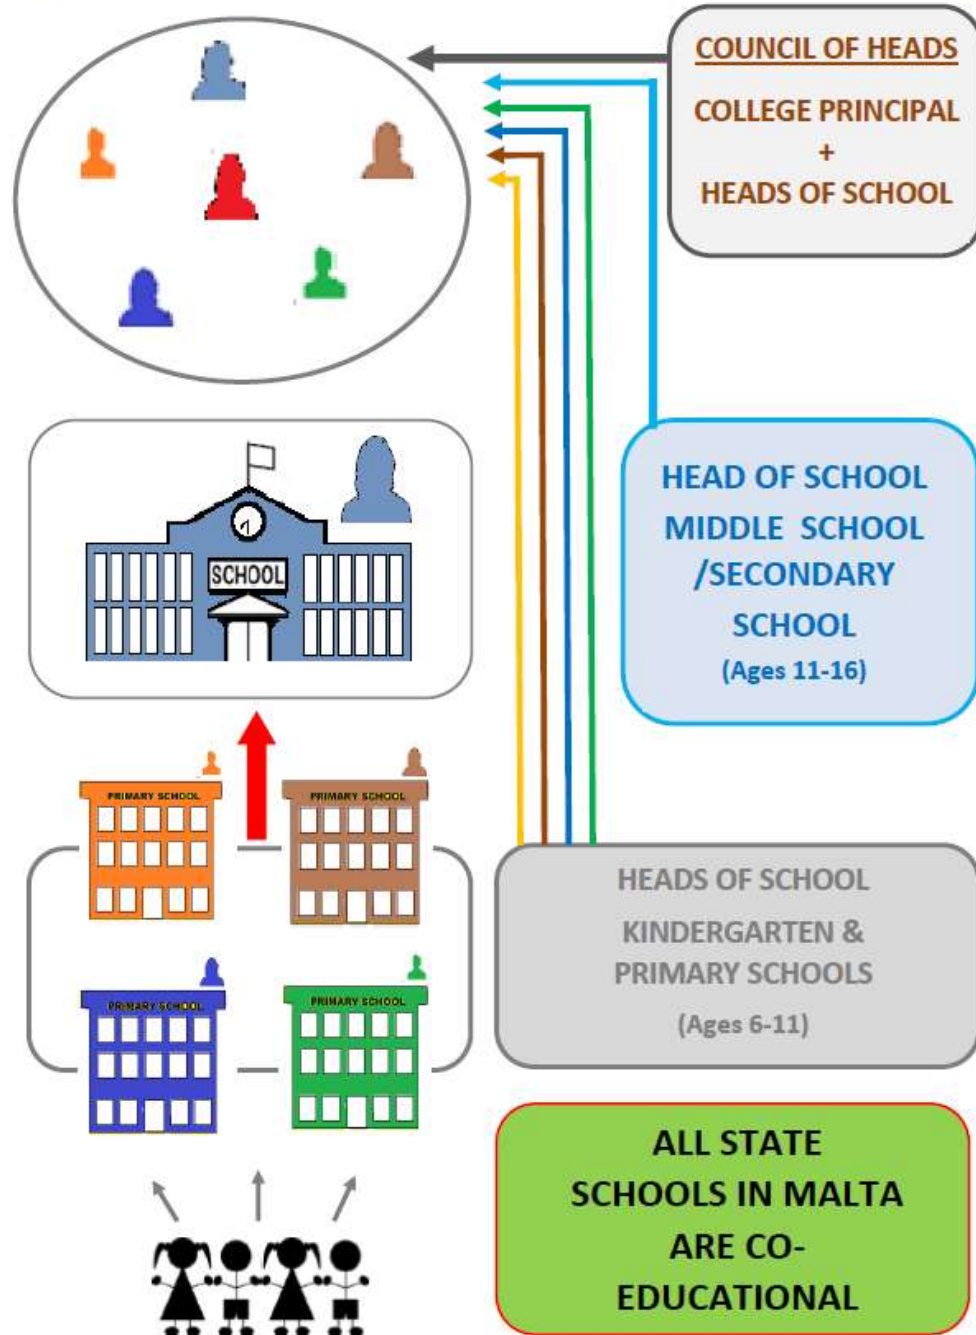 COUNCIL OF HEADS
COLLEGE PRINCIPAL
+
HEADS OF SCHOOL
SCHOOL
HEAD OF SCHOOL
MIDDLE SCHOOL
/SECONDARY
SCHOOL
(Ages 11-16)
PRIMARY SCHOOL
PRIMARY SCHOOL
HEADS OF SCHOOL
KINDERGARTEN &
PRIMARY SCHOOLS
(Ages 6-11)
PRIMARY SCHOOL
PRIMARY SCHOOL
ALL STATE
SCHOOLS IN MALTA
ARE CO-
EDUCATIONAL